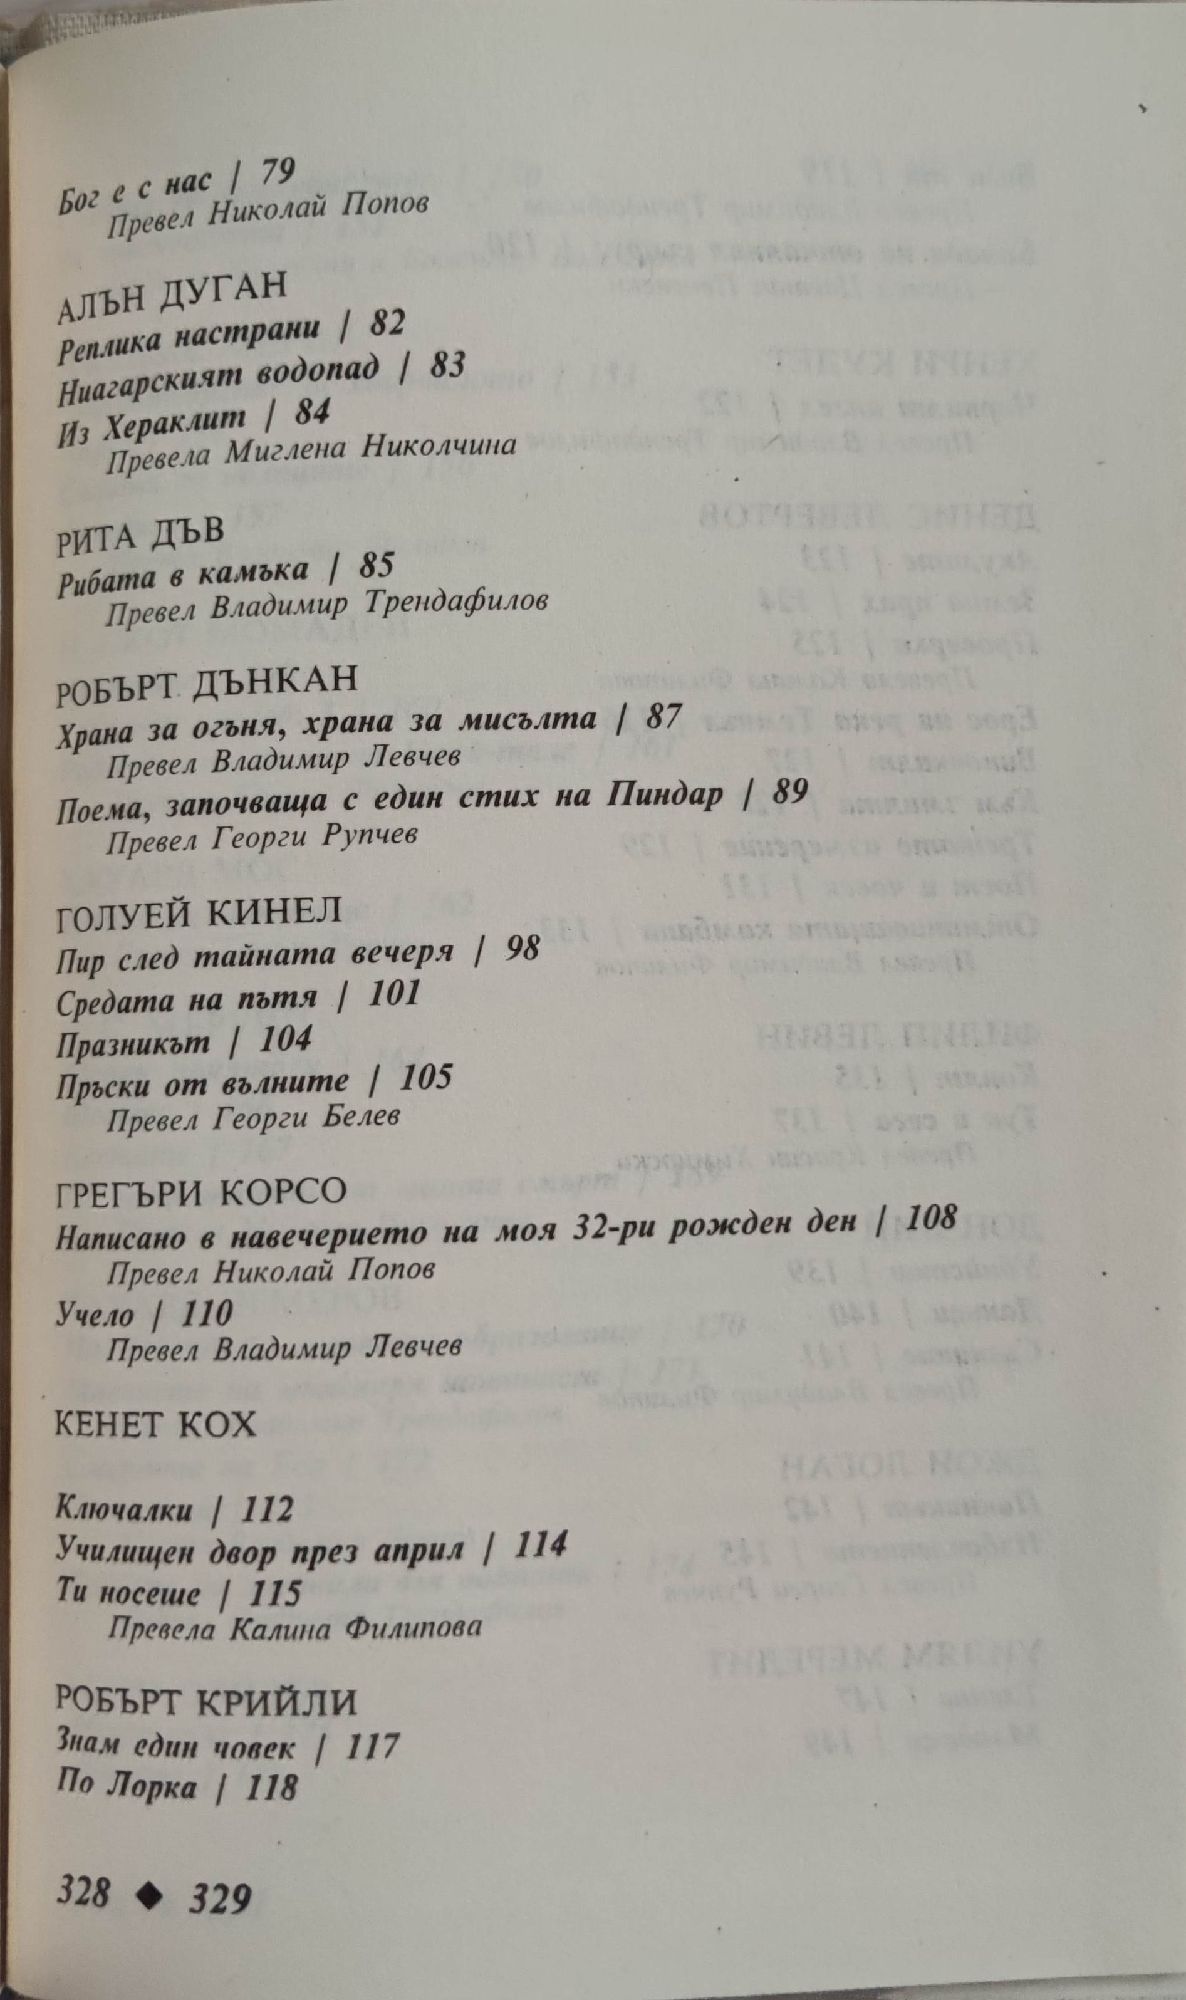 Бог е с нас | 79
Превел Николай Попов
АЛЪН ДУГАН
Реплика настрани | 82
Ниагарският водопад | 83
Из Хераклит | 84
Превела Миглена Николчина
РИТА ДЪВ
Рибата в камъка | 85
Превел Владимир Трендафилов
РОБЪРТ ДЪНКАН
Храна за огъня, храна за мисълта | 87
Превел Владимир Левчев
Поема, започваща с един стих на Пиндар | 89
Превел Георги Рупчев
ГОЛУЕЙ КИНЕЛ
Пир след тайната вечеря | 98
Средата на пътя | 101
Празникът | 104
Пръски от вълните | 105
Превел Георги Белев
ГРЕГЪРИ КОРСО
Написано в навечерието на моя 32-ри рожден ден | 108
Превел Николай Попов
Учело | 110
Превел Владимир Левчев
КЕНЕТ КОХ
Ключалки | 112
Училищен двор през април | 114
Ти носеше | 115
Превела Калина Филипова
РОБЪРТ КРИЙЛИ
Знам един човек | 117
По Лорка | 118
328 ◆ 329